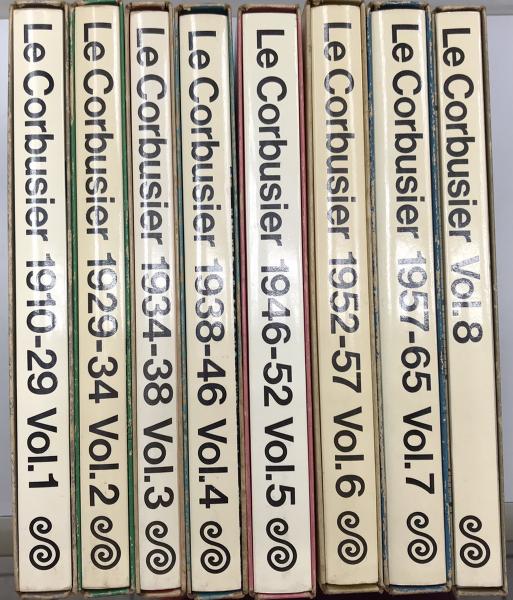 Le Corbusier 1910-29 Vol.1
Le Corbusier 1929-34 Vol.2
Le Corbusier 1934-38 Vol.3
Le Corbusier 1938-46 Vol.4
Le Corbusier 1946-52 Vol.5
Le Corbusier 1952-57 Vol.6
Le Corbusier 1957-65 Vol.7
Le Corbusier Vol.8